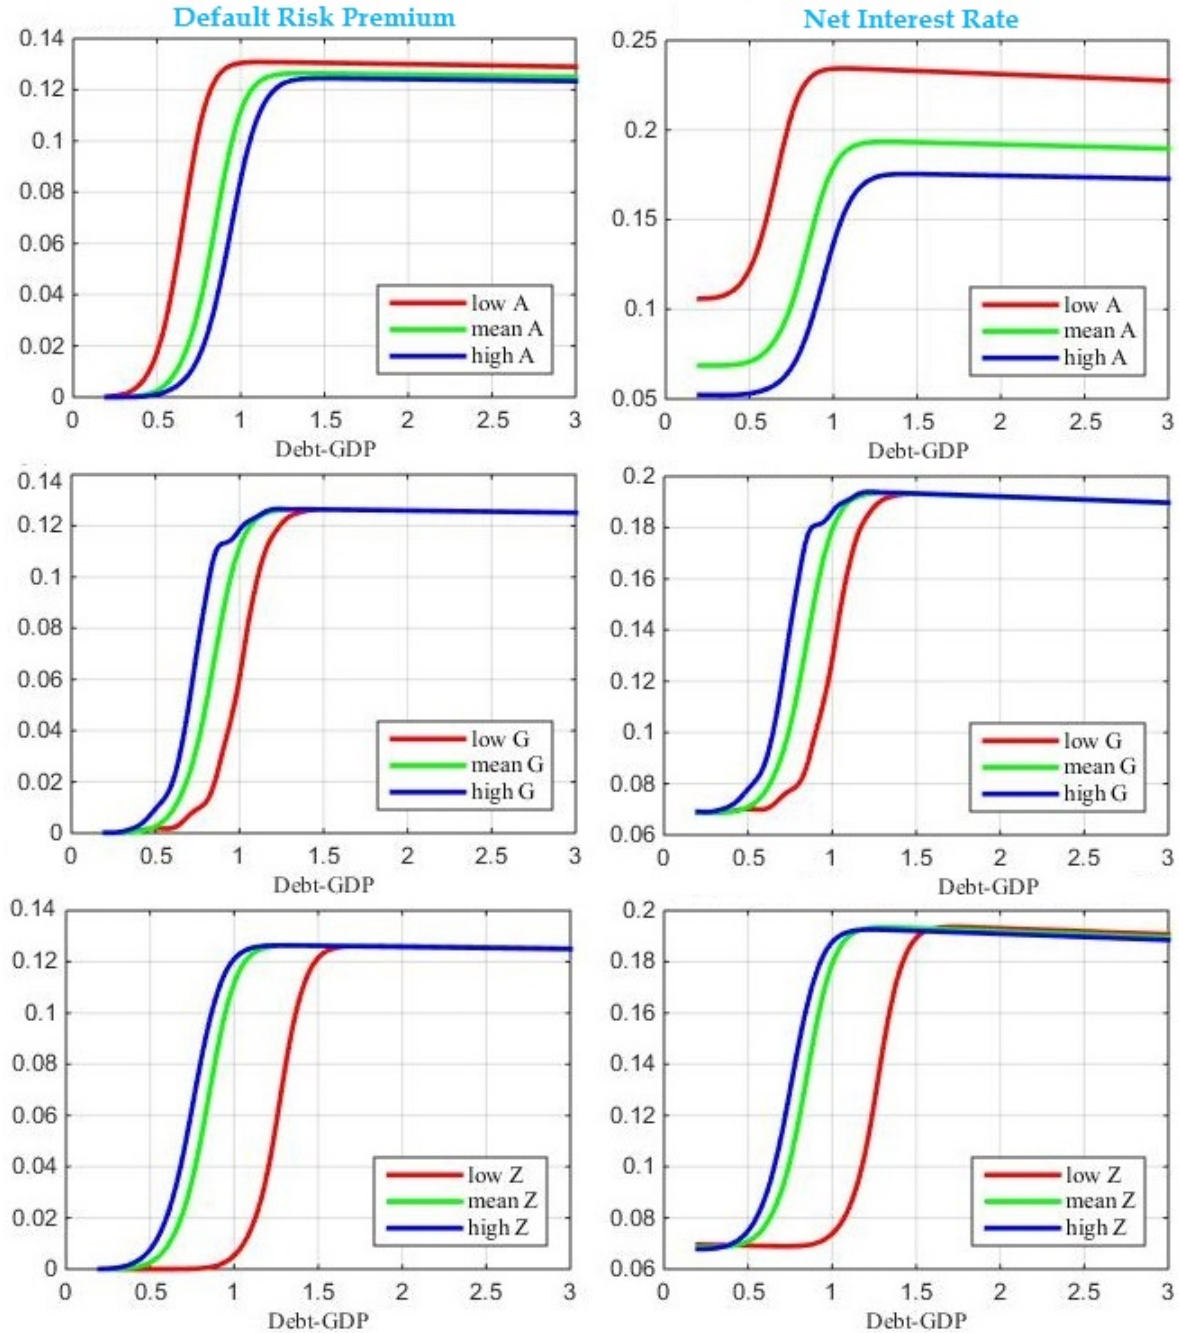 Default Risk Premium
Net Interest Rate
0.14
0.12
0.1
0.08
0.06
0.04
0.02
0
0 0.5 1 1.5 2 2.5 3
Debt-GDP
low A
mean A
high A
0.25
0.2
0.15
0.1
0.05
0 0.5 1 1.5 2 2.5 3
Debt-GDP
low A
mean A
high A
0.14
0.12
0.1
0.08
0.06
0.04
0.02
0
0 0.5 1 1.5 2 2.5 3
Debt-GDP
low G
mean G
high G
0.2
0.18
0.16
0.14
0.12
0.1
0.08
0.06
0 0.5 1 1.5 2 2.5 3
Debt-GDP
low G
mean G
high G
0.14
0.12
0.1
0.08
0.06
0.04
0.02
0
0 0.5 1 1.5 2 2.5 3
Debt-GDP
low Z
mean Z
high Z
0.2
0.18
0.16
0.14
0.12
0.1
0.08
0.06
0 0.5 1 1.5 2 2.5 3
Debt-GDP
low Z
mean Z
high Z